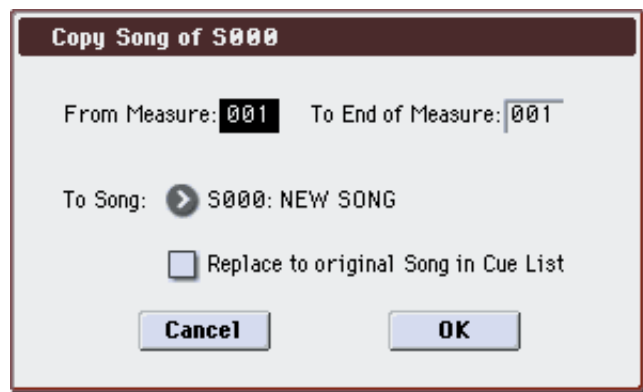 Copy Song of S000
From Measure: 001 To End of Measure: 001
To Song: S000: NEW SONG
Replace to original Song in Cue List
Cancel OK